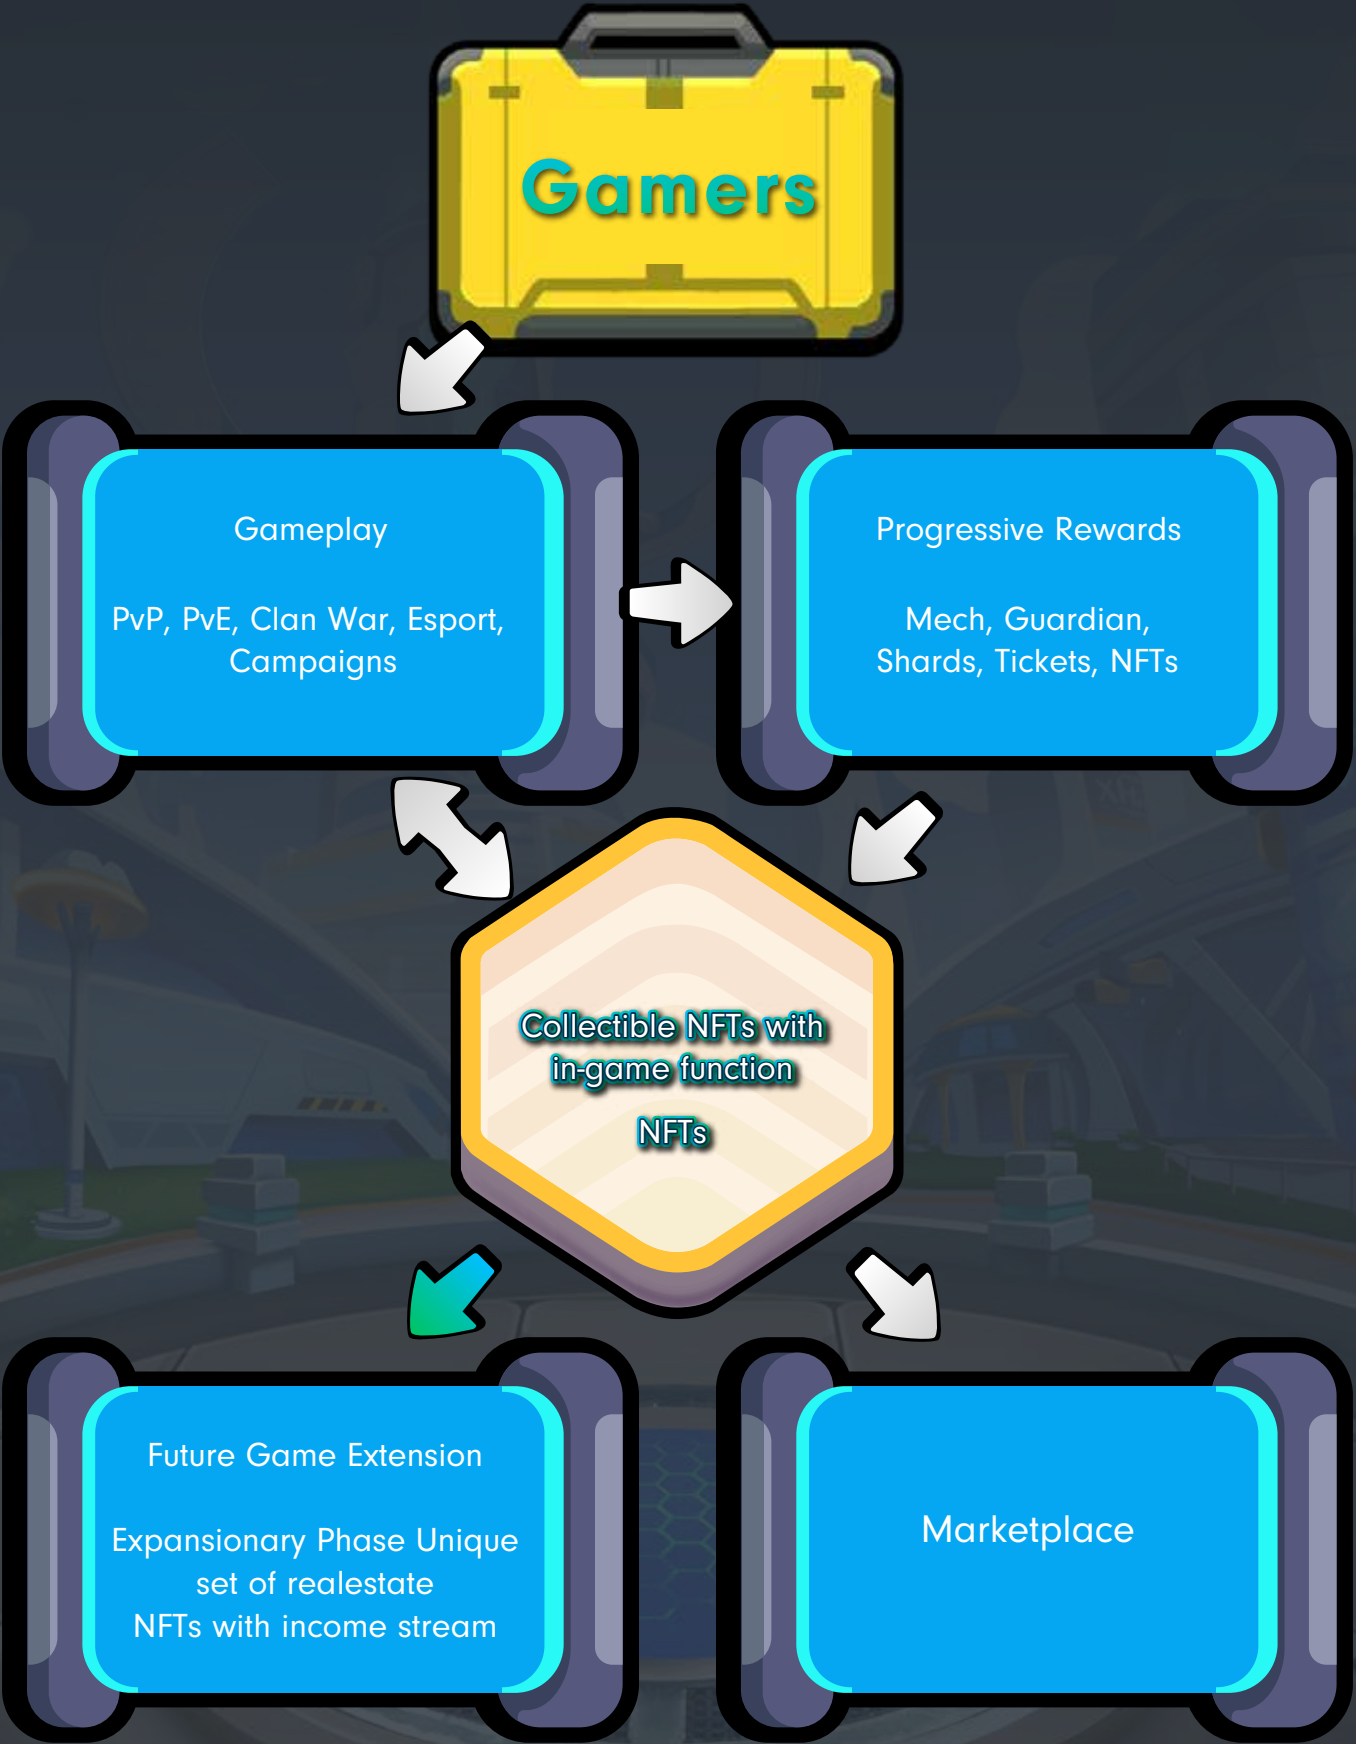 Gamers
Gameplay
PvP, PvE, Clan War, Esport,
Campaigns
Progressive Rewards
Mech, Guardian,
Shards, Tickets, NFTs
Collectible NFTs with
in-game function
NFTs
Future Game Extension
Expansionary Phase Unique
set of realestate
NFTs with income stream
Marketplace